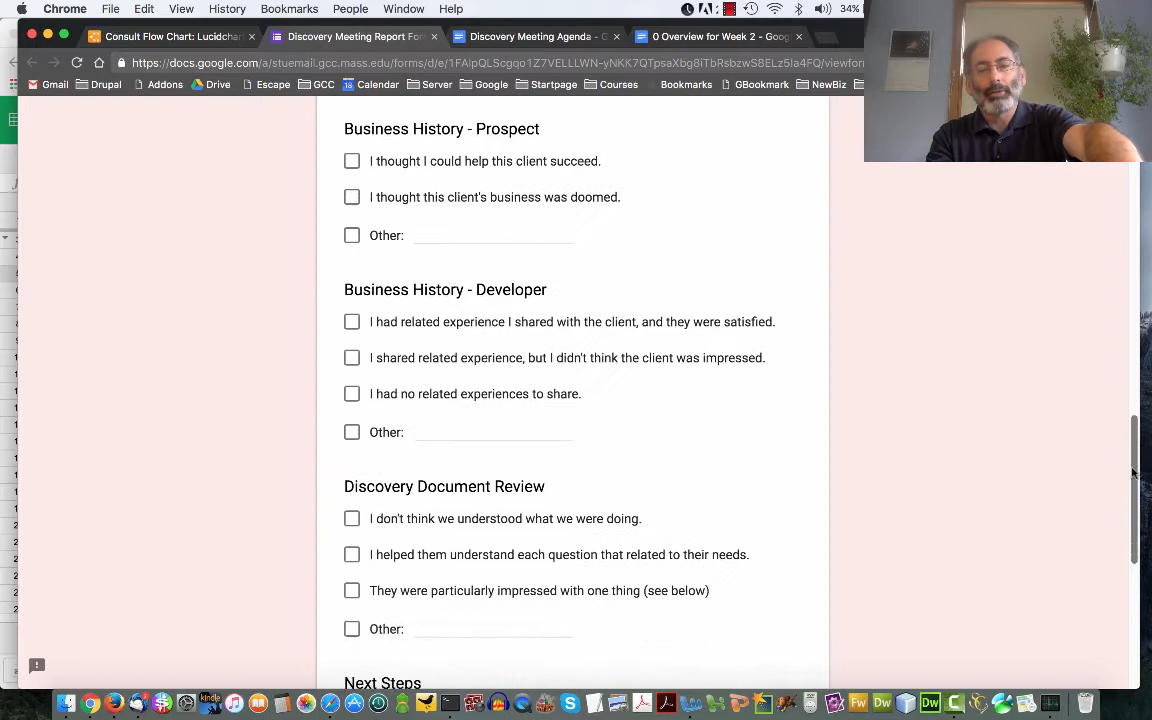 Chrome File Edit View History Bookmarks People Window Help 34%
Consult Flow Chart: Lucidchart Discovery Meeting Report For Discovery Meeting Agenda - G 0 Overview for Week 2 - Goog
Gmail Drupal Addons Drive Escape GCC 18 Calendar Server Google Startpage Courses Bookmarks GBookmark NewBiz
Business History - Prospect
I thought I could help this client succeed.
I thought this client's business was doomed.
Other:
Business History - Developer
I had related experience I shared with the client, and they were satisfied.
I shared related experience, but I didn't think the client was impressed.
I had no related experiences to share.
Other:
Discovery Document Review
I don't think we understood what we were doing.
I helped them understand each question that related to their needs.
They were particularly impressed with one thing (see below)
Other:
Next Steps